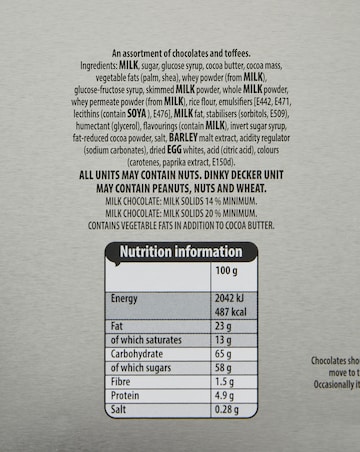 An assortment of chocolates and toffees.
Ingredients: MILK, sugar, glucose syrup, cocoa butter, cocoa mass,
vegetable fats (palm, shea), whey powder (from MILK),
glucose-fructose syrup, skimmed MILK powder, whole MILK powder,
whey permeate powder (from MILK), rice flour, emulsifiers [E442, E471,
lecithins (contain SOYA ), E476], MILK fat, stabilisers (sorbitols, E509),
humectant (glycerol), flavourings (contain MILK), invert sugar syrup,
fat-reduced cocoa powder, salt, BARLEY malt extract, acidity regulator
(sodium carbonates), dried EGG whites, acid (citric acid), colours
(carotenes, paprika extract, E150d).
ALL UNITS MAY CONTAIN NUTS. DINKY DECKER UNIT
MAY CONTAIN PEANUTS, NUTS AND WHEAT.
MILK CHOCOLATE: MILK SOLIDS 14 % MINIMUM.
MILK CHOCOLATE: MILK SOLIDS 20 % MINIMUM.
CONTAINS VEGETABLE FATS IN ADDITION TO COCOA BUTTER.
Nutrition information
100 g
Energy 2042 kJ
487 kcal
Fat 23 g
of which saturates 13 g
Carbohydrate 65 g
of which sugars 58 g
Fibre 1.5 g
Protein 4.9 g
Salt 0.28 g
Chocolates sho
move to t
Occasionally it